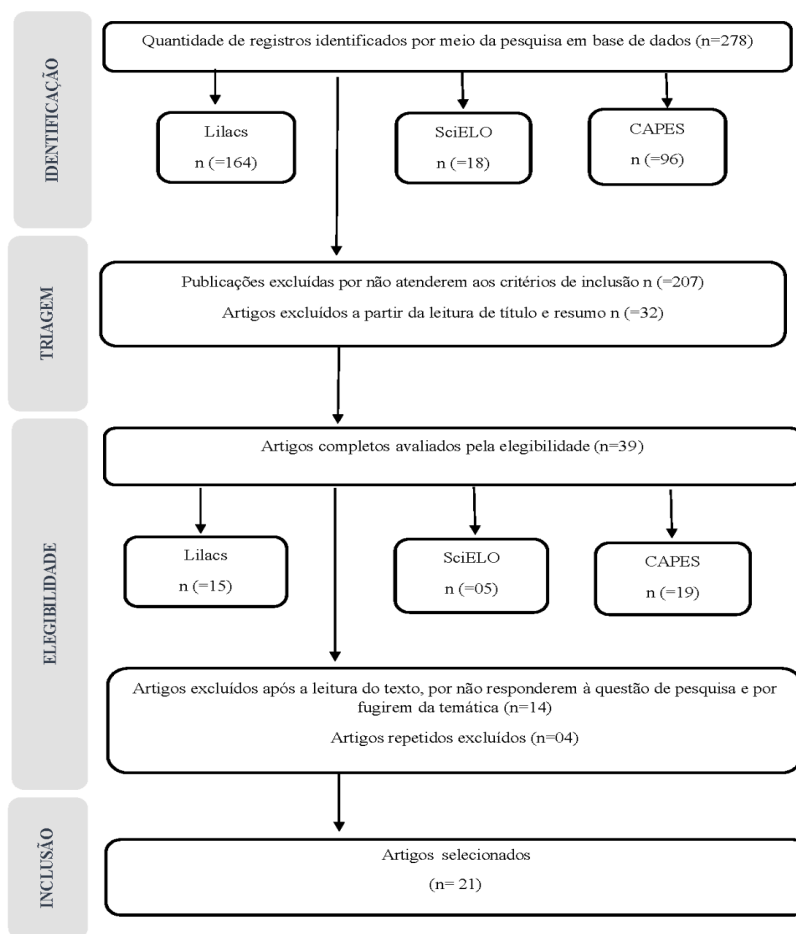 IDENTIFICAÇÃO
Quantidade de registros identificados por meio da pesquisa em base de dados (n=278)
Lilacs
n (=164)
SciELO
n (=18)
CAPES
n (=96)
TRIAGEM
Publicações excluídas por não atenderem aos critérios de inclusão n (=207)
Artigos excluídos a partir da leitura de título e resumo n (=32)
ELEGIBILIDADE
Artigos completos avaliados pela elegibilidade (n=39)
Lilacs
n (=15)
SciELO
n (=05)
CAPES
n (=19)
Artigos excluídos após a leitura do texto, por não responderem à questão de pesquisa e por
fugirem da temática (n=14)
Artigos repetidos excluídos (n=04)
INCLUSÃO
Artigos selecionados
(n= 21)